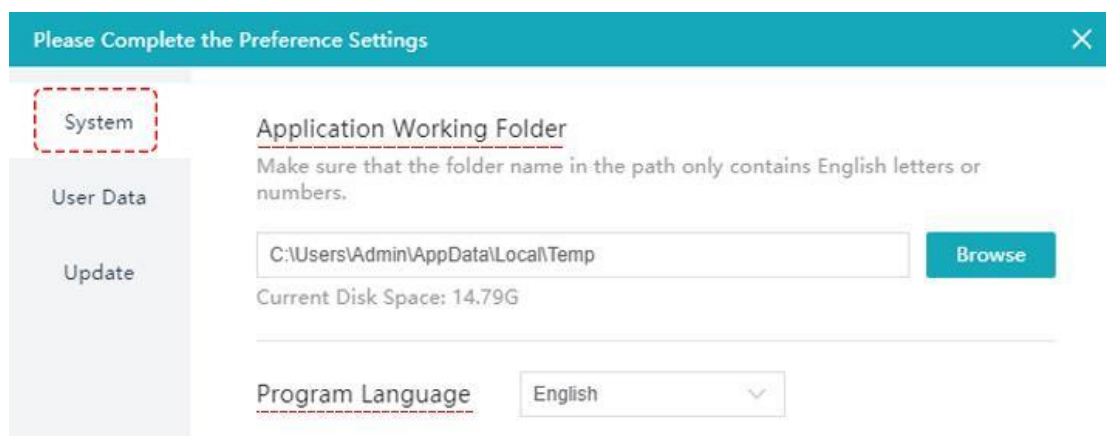 Please Complete the Preference Settings
System
Application Working Folder
Make sure that the folder name in the path only contains English letters or
numbers.
User Data
C:\Users\Admin\AppData\Local\Temp
Browse
Update
Current Disk Space: 14.79G
Program Language
English